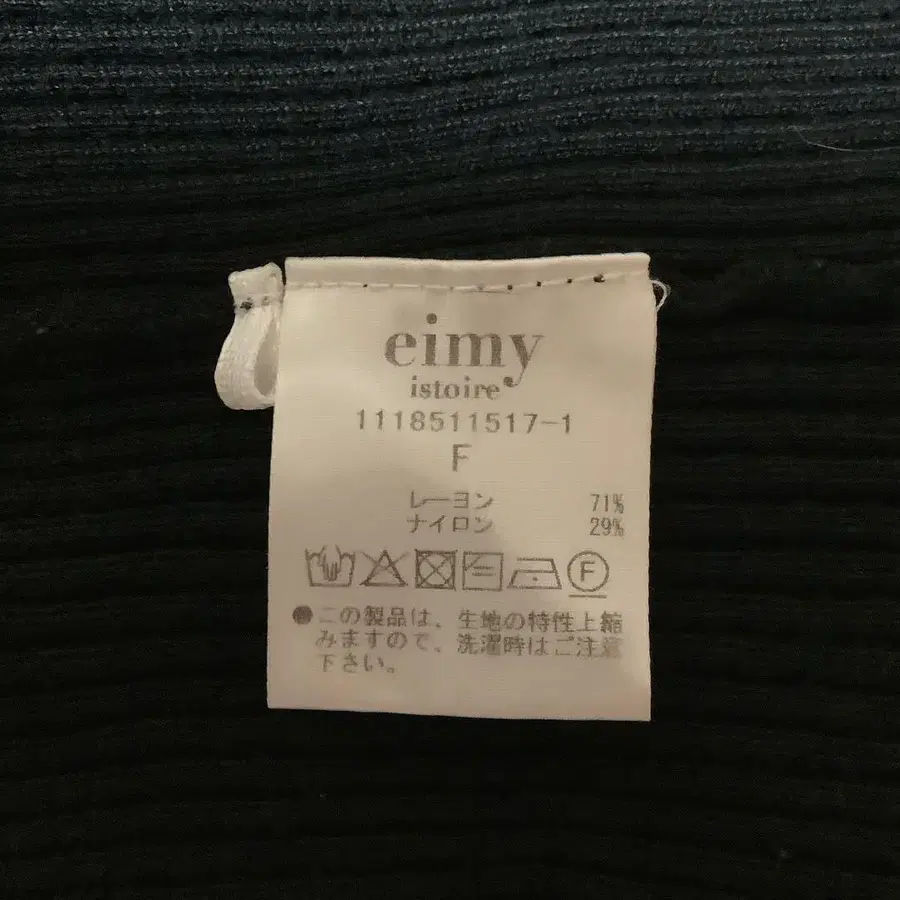 eimy
istoire
1118511517-1
F
レーヨン 71%
ナイロン 29%
F
●この製品は、生地の特性上縮
みますので、洗濯時はご注意
下さい。